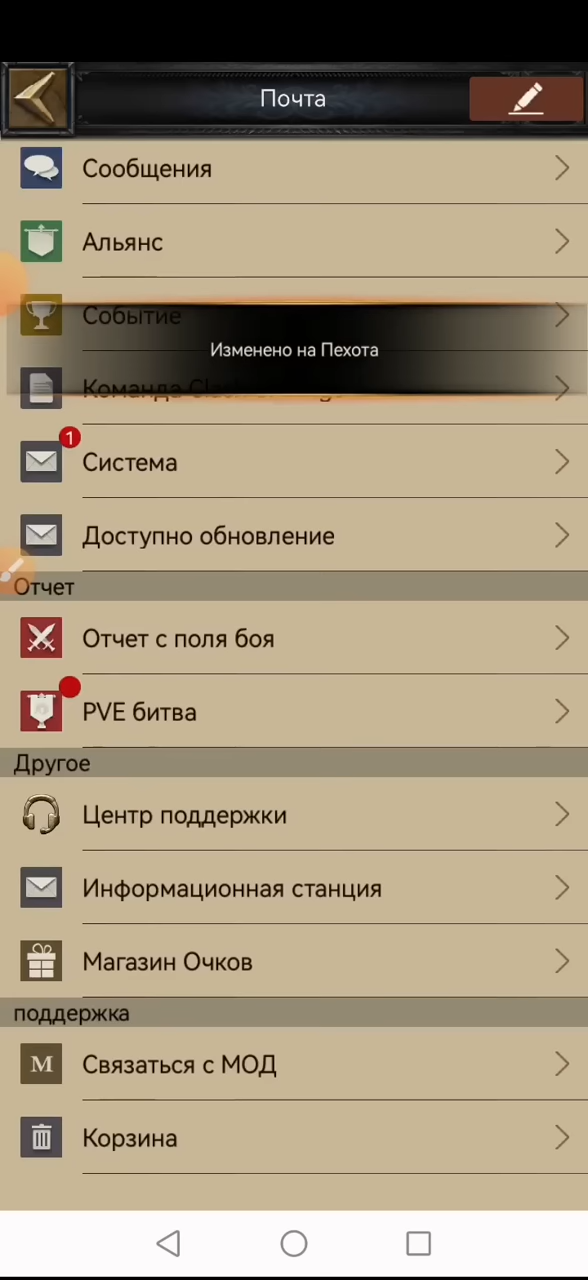 Почта
Сообщения
Альянс
Событие
Изменено на Пехота
Команда
1
Система
Доступно обновление
Отчет
Отчет с поля боя
PVE битва
Другое
Центр поддержки
Информационная станция
Магазин Очков
поддержка
M
Связаться с МОД
Корзина